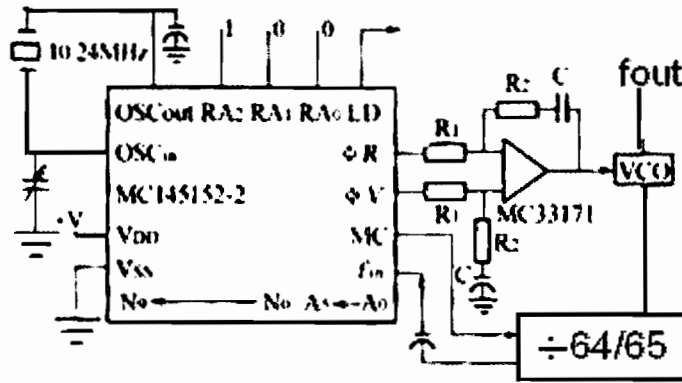 10.24MHz
1 0 0
OSCout RA2 RA1 RA0 LD
OSCin
ΦR
MC145152-2
ΦV
·V
VDD
MC
VSS
fin
N9 N0 A5 A0
R1
R2
C
R1
MC33171
R2
C
fout
VCO
÷64/65